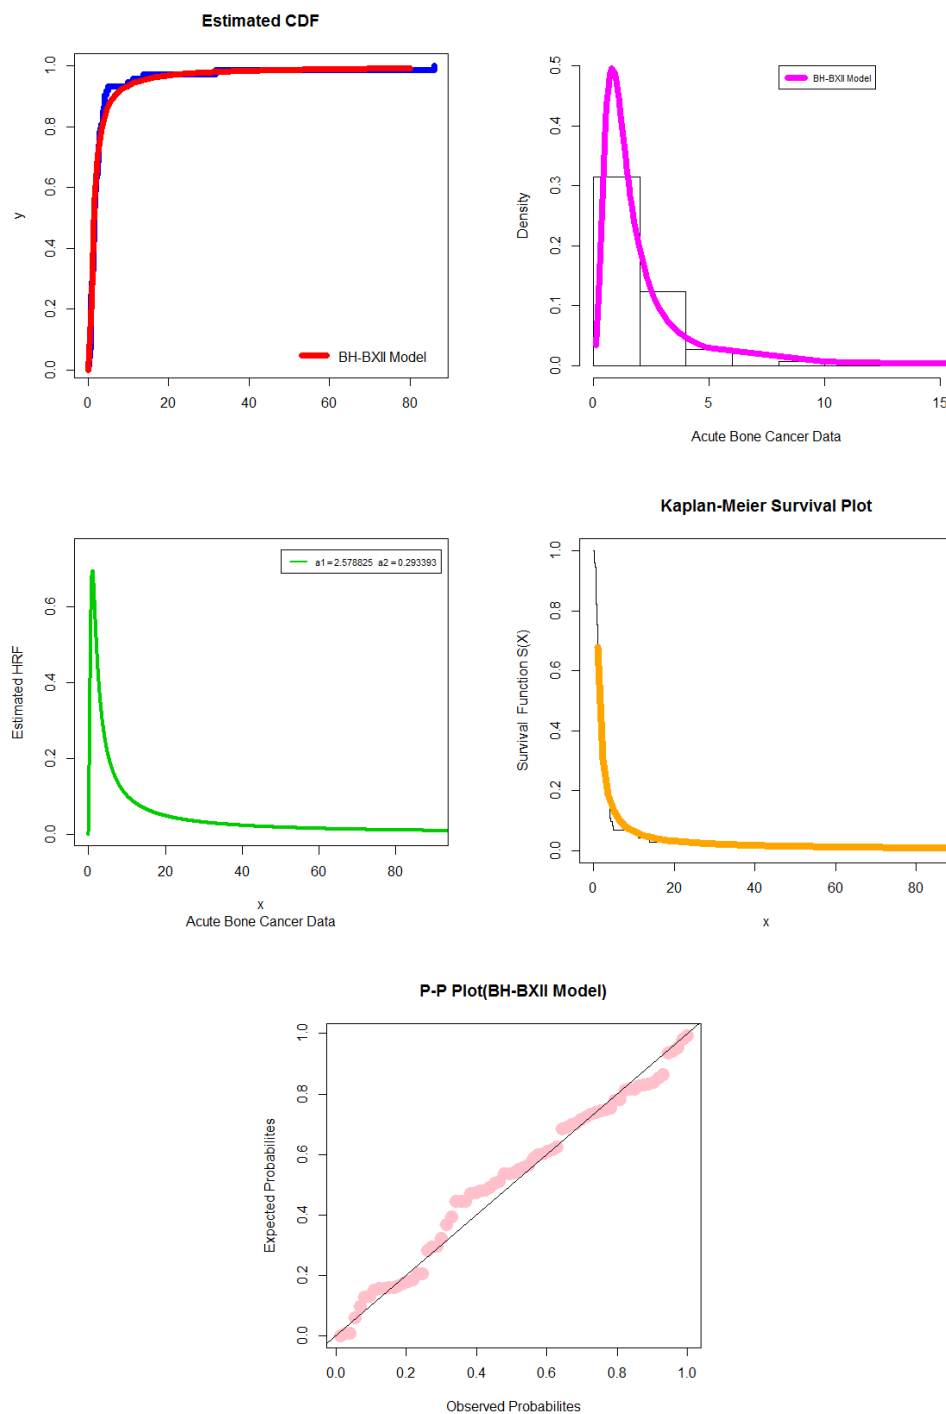 Estimated CDF
y
0.0 0.2 0.4 0.6 0.8 1.0
BH-BXII Model
0 20 40 60 80
Density
0.0 0.1 0.2 0.3 0.4 0.5
BH-BXII Model
0 5 10 15
Acute Bone Cancer Data
Estimated HRF
0.0 0.2 0.4 0.6
a1=2.578825 a2=0.293393
0 20 40 60 80
x
Acute Bone Cancer Data
Kaplan-Meier Survival Plot
Survival Function S(X)
0.0 0.2 0.4 0.6 0.8 1.0
0 20 40 60 80
x
P-P Plot(BH-BXII Model)
Expected Probabilites
0.0 0.2 0.4 0.6 0.8 1.0
0.0 0.2 0.4 0.6 0.8 1.0
Observed Probabilites